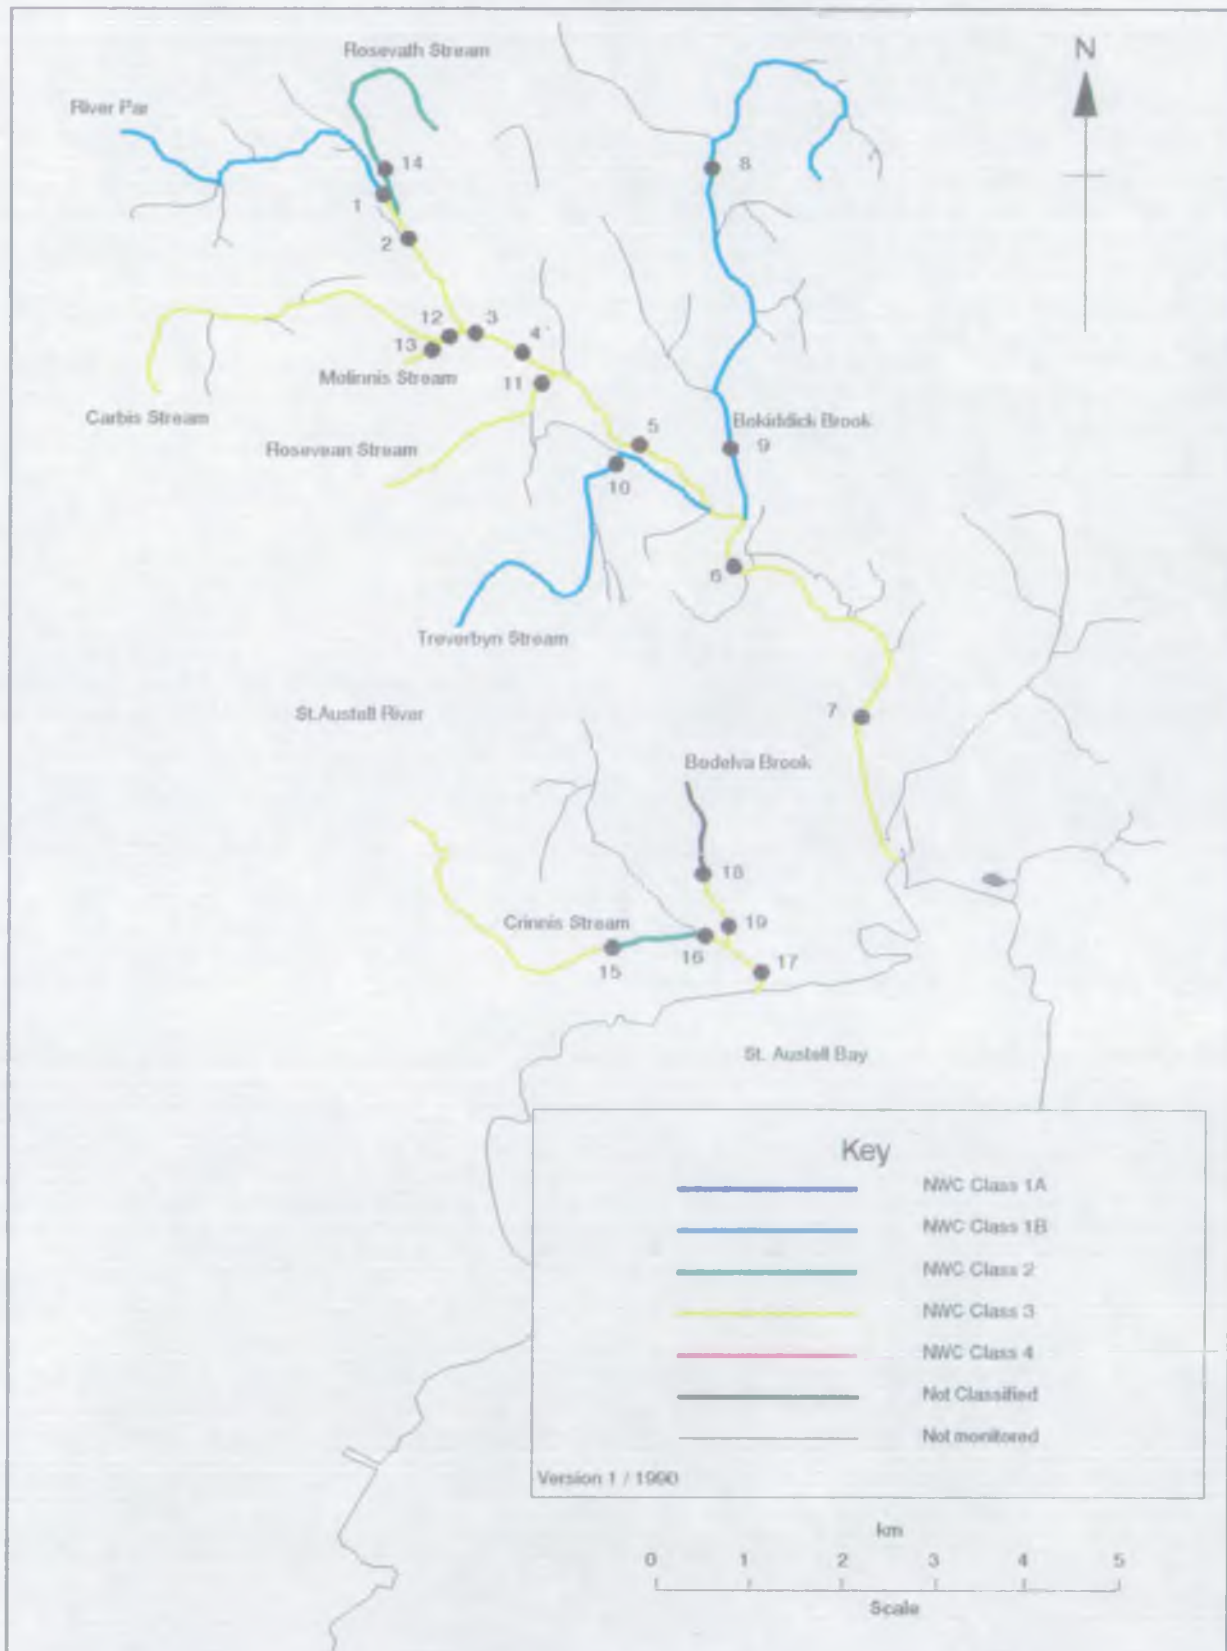 Rosevath Stream
N
River Par
14
8
1
2
12
3
4
13
Molinnis Stream
11
Carbis Stream
5
Bokiddick Brook
Rosevean Stream
9
10
6
Treverbyn Stream
St.Austell River
7
Bodelva Brook
18
Crinnis Stream
19
16
15
17
St. Austell Bay
Key
NWC Class 1A
NWC Class 1B
NWC Class 2
NWC Class 3
NWC Class 4
Not Classified
Not monitored
Version 1 / 1990
km
0 1 2 3 4 5
Scale